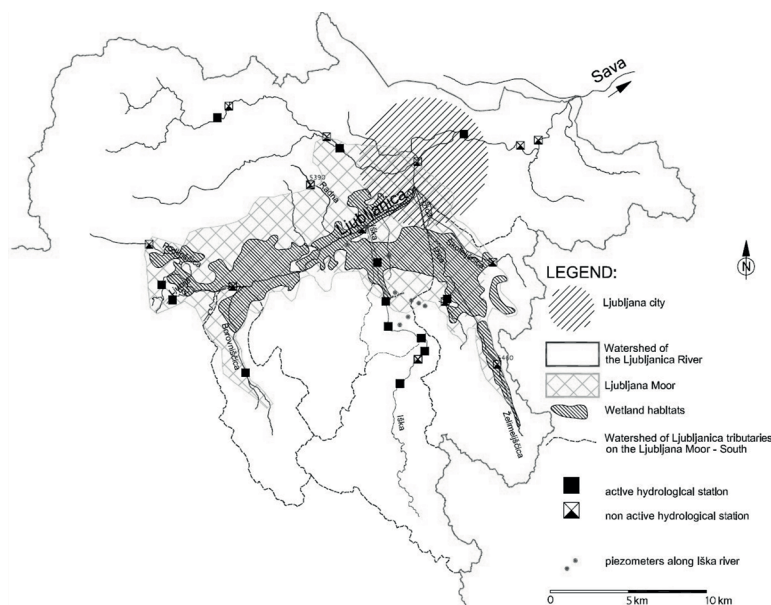 Sava
5390
Radna
Ljubljanica
Iška
Borovniščica
Iška
5460
Želimeljščica
N
LEGEND:
Ljubljana city
Watershed of
the Ljubljanica River
Ljubljana Moor
Wetland habitats
Watershed of Ljubljanica tributaries
on the Ljubljana Moor - South
active hydrological station
non active hydrological station
piezometers along Iška river
0 5 km 10 km